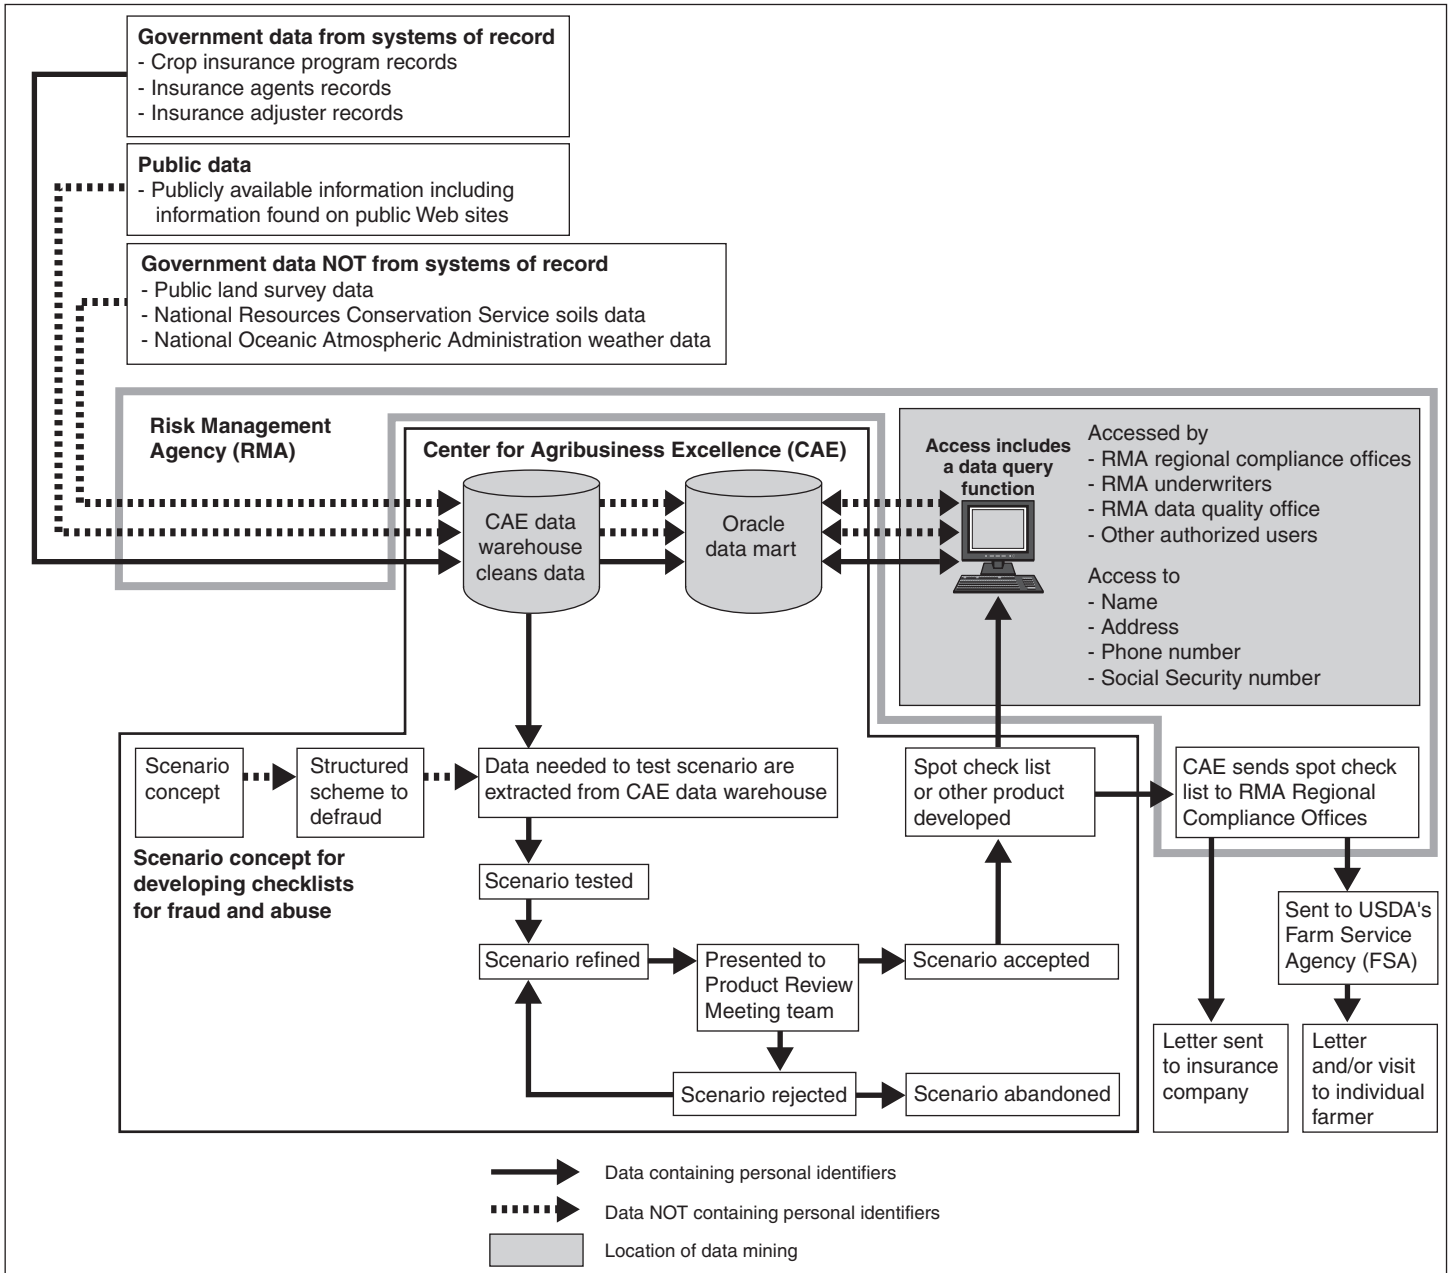 Government data from systems of record
- Crop insurance program records
- Insurance agents records
- Insurance adjuster records
Public data
- Publicly available information including
information found on public Web sites
Government data NOT from systems of record
- Public land survey data
- National Resources Conservation Service soils data
- National Oceanic Atmospheric Administration weather data
Risk Management
Agency (RMA)
Center for Agribusiness Excellence (CAE)
CAE data
warehouse
cleans data
Oracle
data mart
Access includes
a data query
function
Accessed by
- RMA regional compliance offices
- RMA underwriters
- RMA data quality office
- Other authorized users
Access to
- Name
- Address
- Phone number
- Social Security number
Scenario
concept
Structured
scheme to
defraud
Data needed to test scenario are
extracted from CAE data warehouse
Spot check list
or other product
developed
CAE sends spot check
list to RMA Regional
Compliance Offices
Scenario concept for
developing checklists
for fraud and abuse
Scenario tested
Scenario refined
Presented to
Product Review
Meeting team
Scenario accepted
Sent to USDA's
Farm Service
Agency (FSA)
Scenario rejected
Scenario abandoned
Letter sent
to insurance
company
Letter
and/or visit
to individual
farmer
Data containing personal identifiers
Data NOT containing personal identifiers
Location of data mining